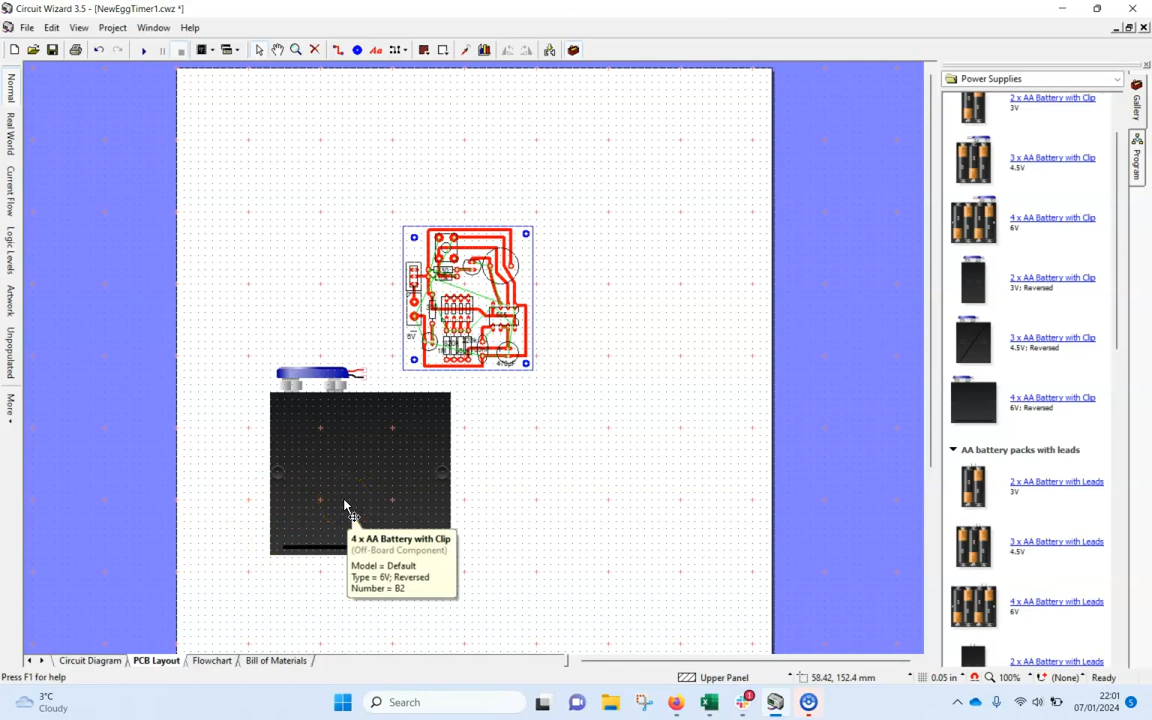 Circuit Wizard 3.5 - [NewEggTimer1.cwz *]
File Edit View Project Window Help
Normal
Real World
Current Flow
Logic Levels
Artwork
Unpopulated
More
Power Supplies
Gallery
Program
2 x AA Battery with Clip
3V
3 x AA Battery with Clip
4.5V
4 x AA Battery with Clip
6V
2 x AA Battery with Clip
3V: Reversed
3 x AA Battery with Clip
4.5V: Reversed
4 x AA Battery with Clip
6V: Reversed
AA battery packs with leads
2 x AA Battery with Leads
3V
3 x AA Battery with Leads
4.5V
4 x AA Battery with Leads
6V
2 x AA Battery with Leads
6V
470µF
4 x AA Battery with Clip
(Off-Board Component)
Model = Default
Type = 6V; Reversed
Number = B2
Circuit Diagram PCB Layout Flowchart Bill of Materials
Press F1 for help
Upper Panel 58.42, 152.4 mm 0.05 in 100% (None) Ready
3°C
Cloudy
Search
1
22:01
07/01/2024
5